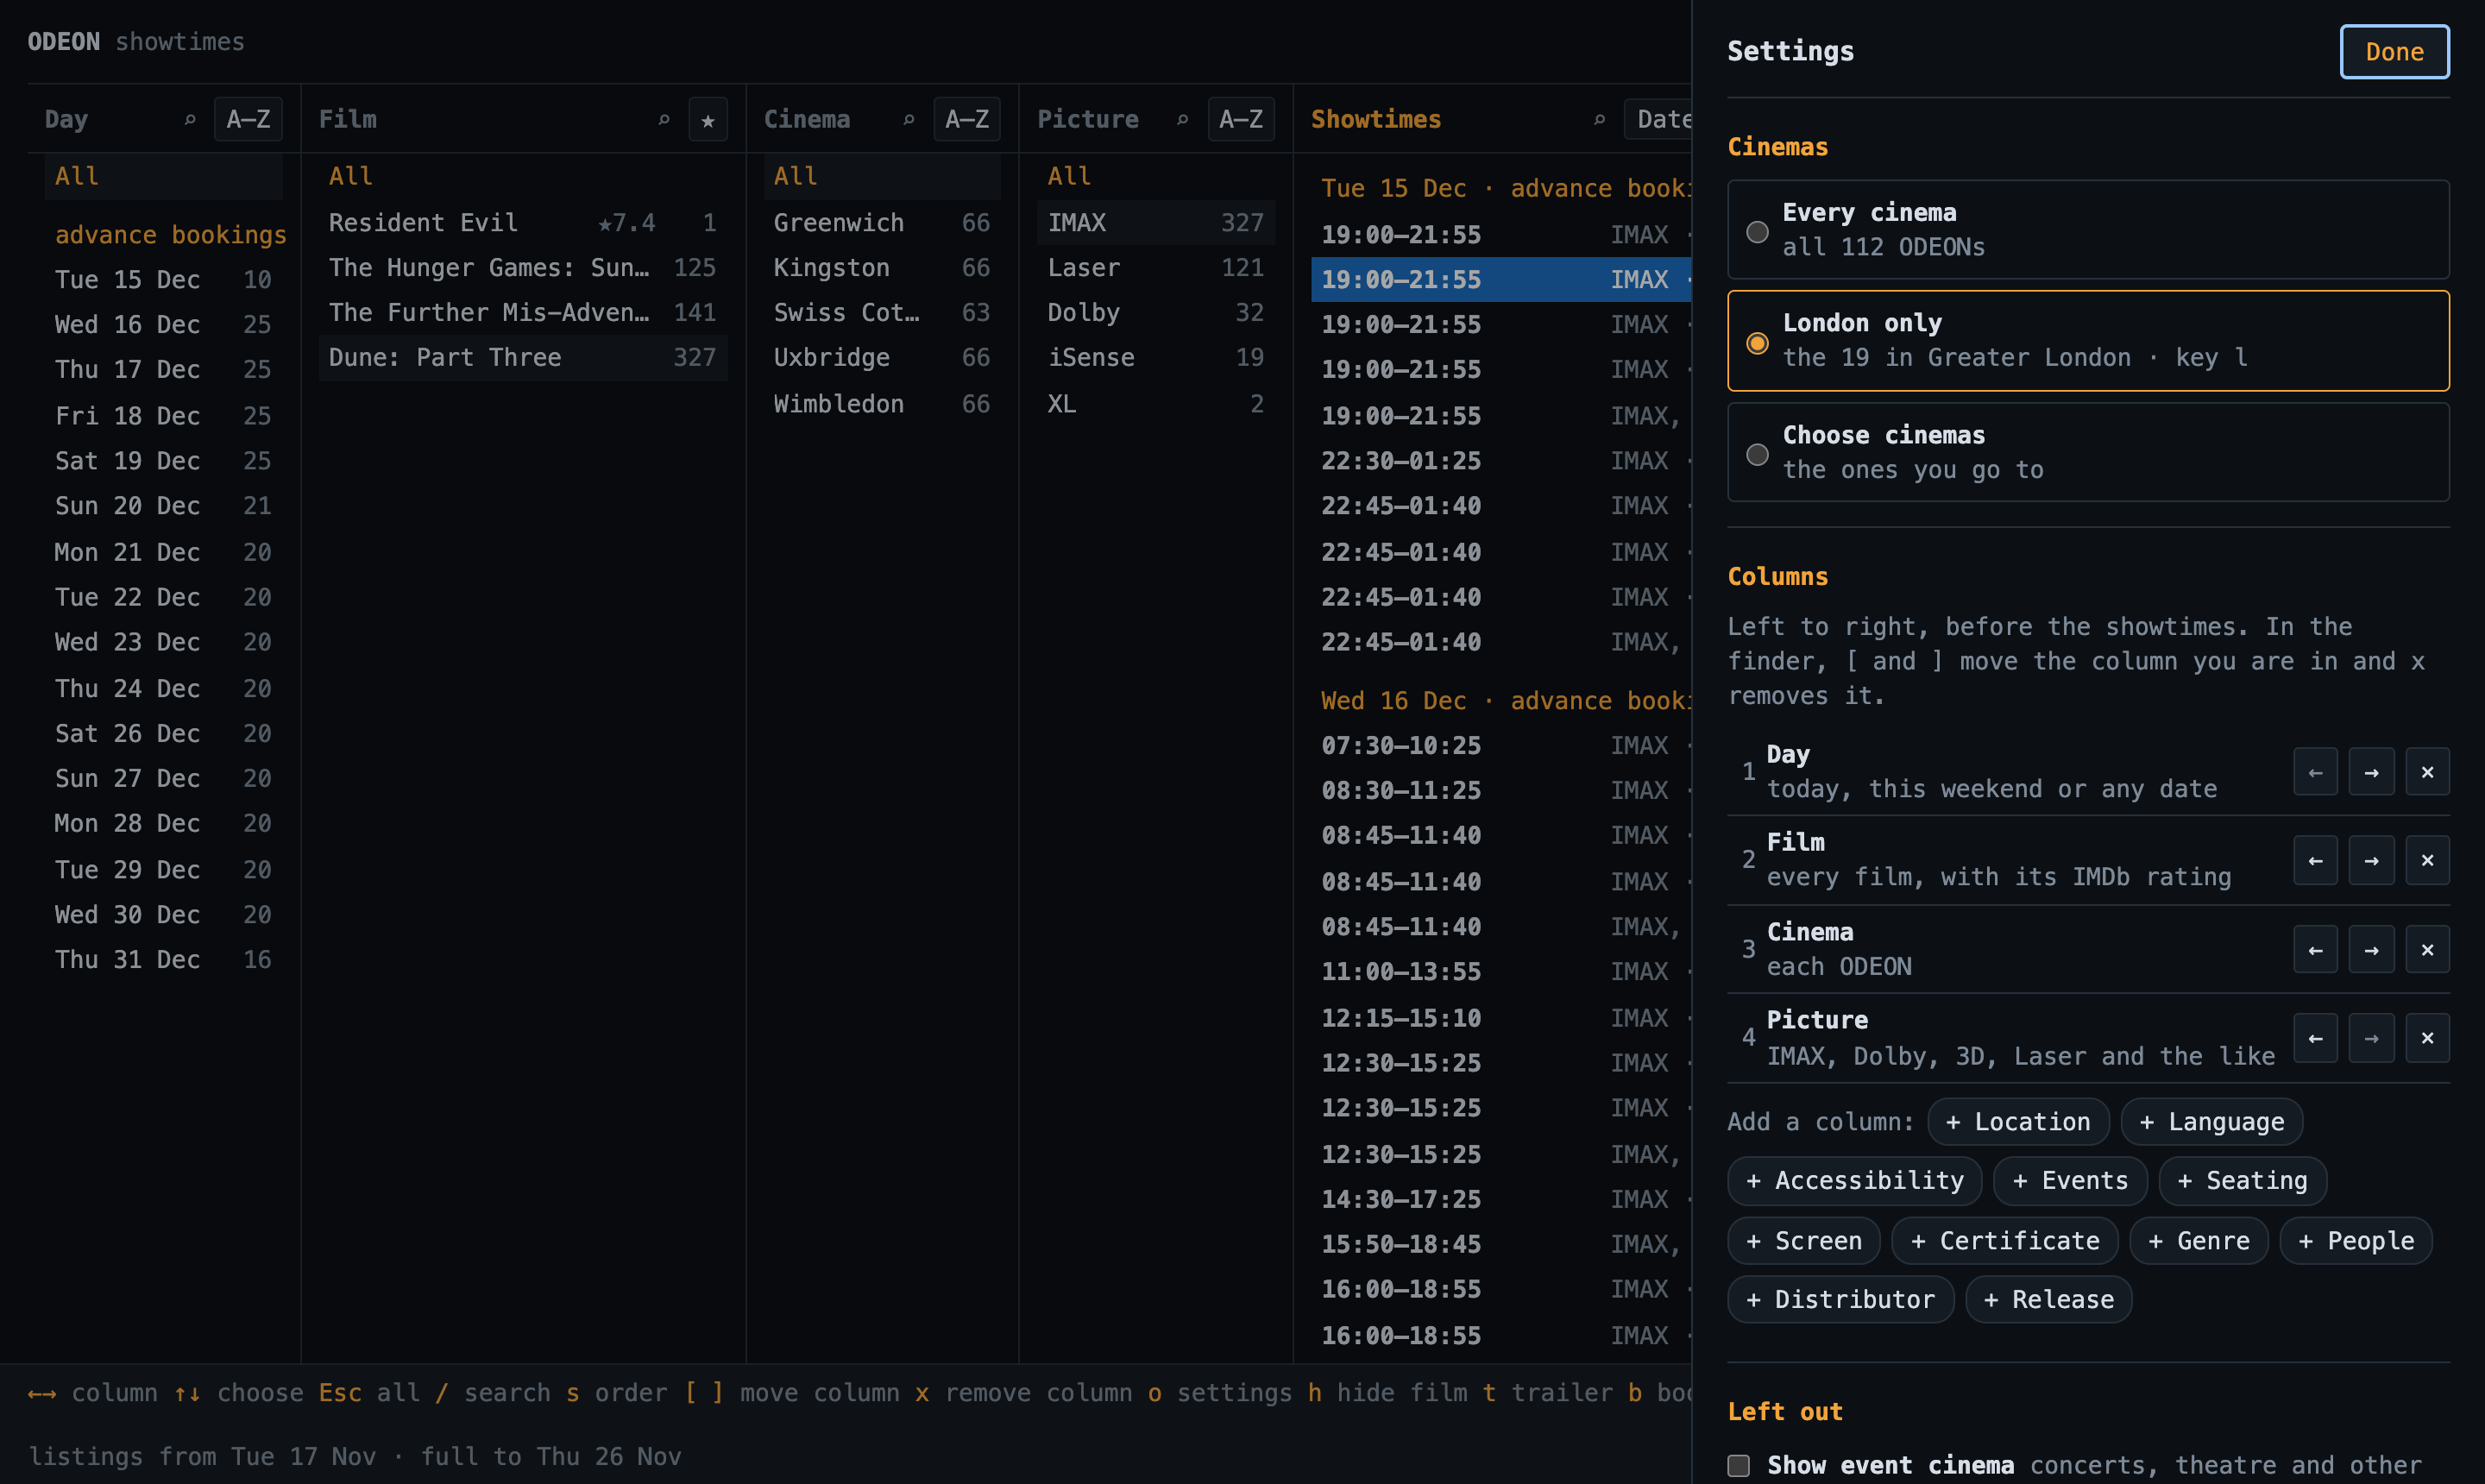 ODEON showtimes
Day ⌕ A–Z
All
advance bookings
Tue 15 Dec 10
Wed 16 Dec 25
Thu 17 Dec 25
Fri 18 Dec 25
Sat 19 Dec 25
Sun 20 Dec 21
Mon 21 Dec 20
Tue 22 Dec 20
Wed 23 Dec 20
Thu 24 Dec 20
Sat 26 Dec 20
Sun 27 Dec 20
Mon 28 Dec 20
Tue 29 Dec 20
Wed 30 Dec 20
Thu 31 Dec 16
Film ⌕ ★
All
Resident Evil ★7.4 1
The Hunger Games: Sun… 125
The Further Mis–Adven… 141
Dune: Part Three 327
Cinema ⌕ A–Z
All
Greenwich 66
Kingston 66
Swiss Cot… 63
Uxbridge 66
Wimbledon 66
Picture ⌕ A–Z
All
IMAX 327
Laser 121
Dolby 32
iSense 19
XL 2
Showtimes ⌕ Date
Tue 15 Dec · advance booki
19:00–21:55 IMAX ·
19:00–21:55 IMAX ·
19:00–21:55 IMAX ·
19:00–21:55 IMAX ·
19:00–21:55 IMAX,
22:30–01:25 IMAX ·
22:45–01:40 IMAX ·
22:45–01:40 IMAX ·
22:45–01:40 IMAX ·
22:45–01:40 IMAX,
Wed 16 Dec · advance booki
07:30–10:25 IMAX ·
08:30–11:25 IMAX ·
08:45–11:40 IMAX ·
08:45–11:40 IMAX ·
08:45–11:40 IMAX,
11:00–13:55 IMAX ·
12:15–15:10 IMAX ·
12:30–15:25 IMAX ·
12:30–15:25 IMAX ·
12:30–15:25 IMAX,
14:30–17:25 IMAX ·
15:50–18:45 IMAX,
16:00–18:55 IMAX ·
16:00–18:55 IMAX ·
←→ column ↑↓ choose Esc all / search s order [ ] move column x remove column o settings h hide film t trailer b boo
listings from Tue 17 Nov · full to Thu 26 Nov
Settings Done
Cinemas
Every cinema
all 112 ODEONs
London only
the 19 in Greater London · key l
Choose cinemas
the ones you go to
Columns
Left to right, before the showtimes. In the
finder, [ and ] move the column you are in and x
removes it.
1 Day ← → ×
today, this weekend or any date
2 Film ← → ×
every film, with its IMDb rating
3 Cinema ← → ×
each ODEON
4 Picture ← → ×
IMAX, Dolby, 3D, Laser and the like
Add a column: + Location + Language
+ Accessibility + Events + Seating
+ Screen + Certificate + Genre + People
+ Distributor + Release
Left out
Show event cinema concerts, theatre and other